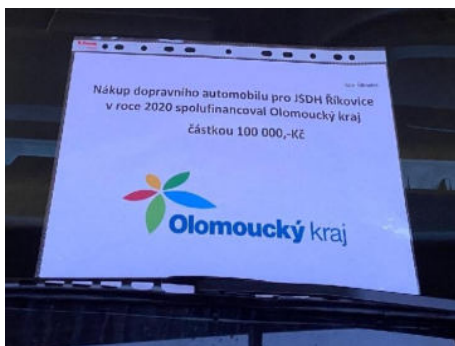 Nákup dopravního automobilu pro JSDH Říkovice
v roce 2020 spolufinancoval Olomoucký kraj
částkou 100 000,-Kč
Olomoucký kraj